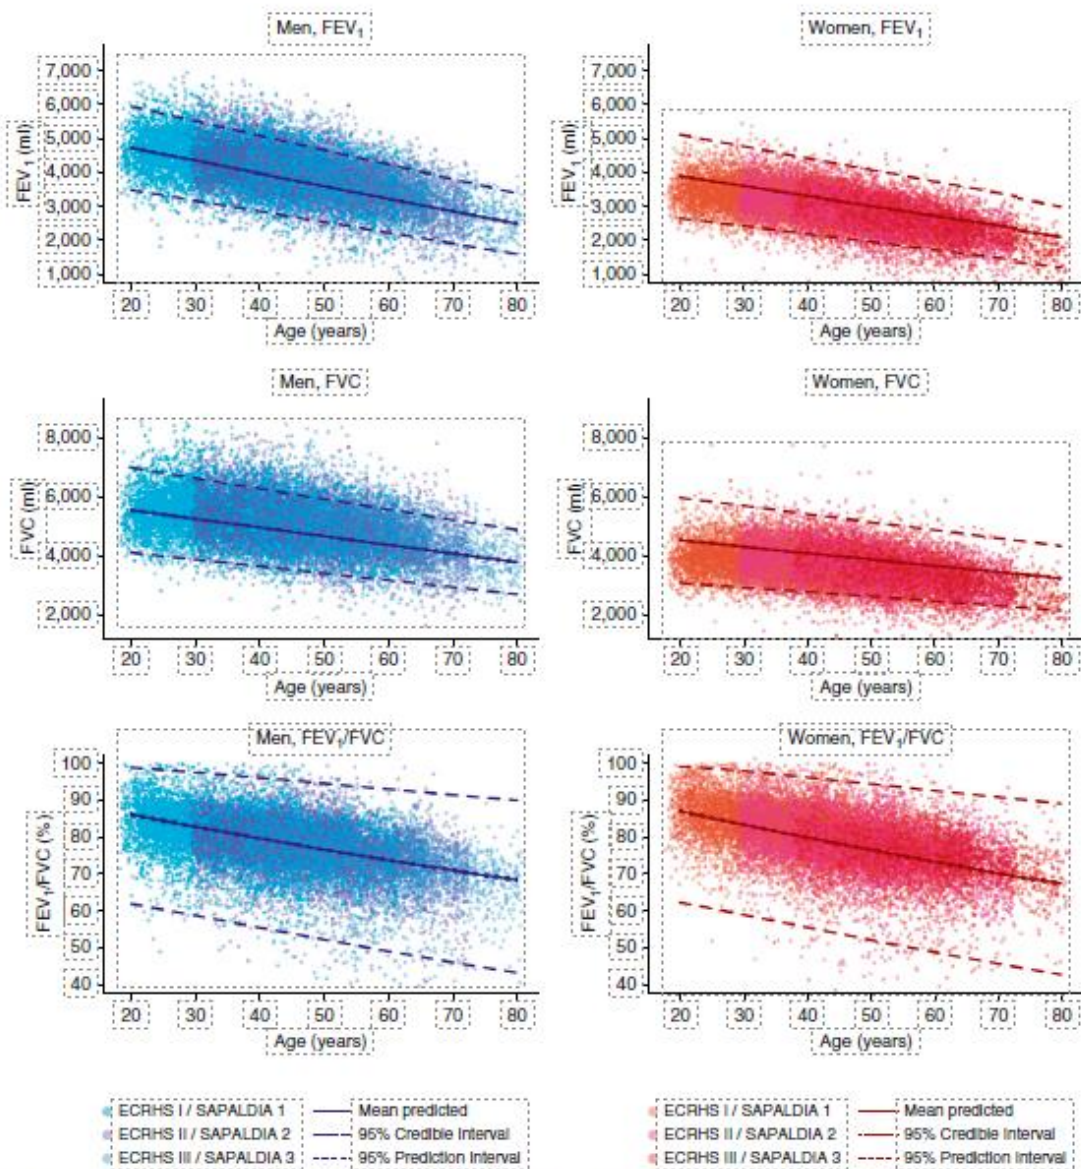 Men, FEV1
Women, FEV1
7,000
6,000
5,000
4,000
3,000
2,000
1,000
FEV1 (ml)
20 30 40 50 60 70 80
Age (years)
7,000
6,000
5,000
4,000
3,000
2,000
1,000
FEV1 (ml)
20 30 40 50 60 70 80
Age (years)
Men, FVC
Women, FVC
8,000
6,000
4,000
2,000
FVC (ml)
20 30 40 50 60 70 80
Age (years)
8,000
6,000
4,000
2,000
FVC (ml)
20 30 40 50 60 70 80
Age (years)
Men, FEV1/FVC
Women, FEV1/FVC
100
90
80
70
60
50
40
FEV1/FVC (%)
20 30 40 50 60 70 80
Age (years)
100
90
80
70
60
50
40
FEV1/FVC (%)
20 30 40 50 60 70 80
Age (years)
ECRHS I / SAPALDIA 1
ECRHS II / SAPALDIA 2
ECRHS III / SAPALDIA 3
Mean predicted
95% Credible Interval
95% Prediction Interval
ECRHS I / SAPALDIA 1
ECRHS II / SAPALDIA 2
ECRHS III / SAPALDIA 3
Mean predicted
95% Credible Interval
95% Prediction Interval